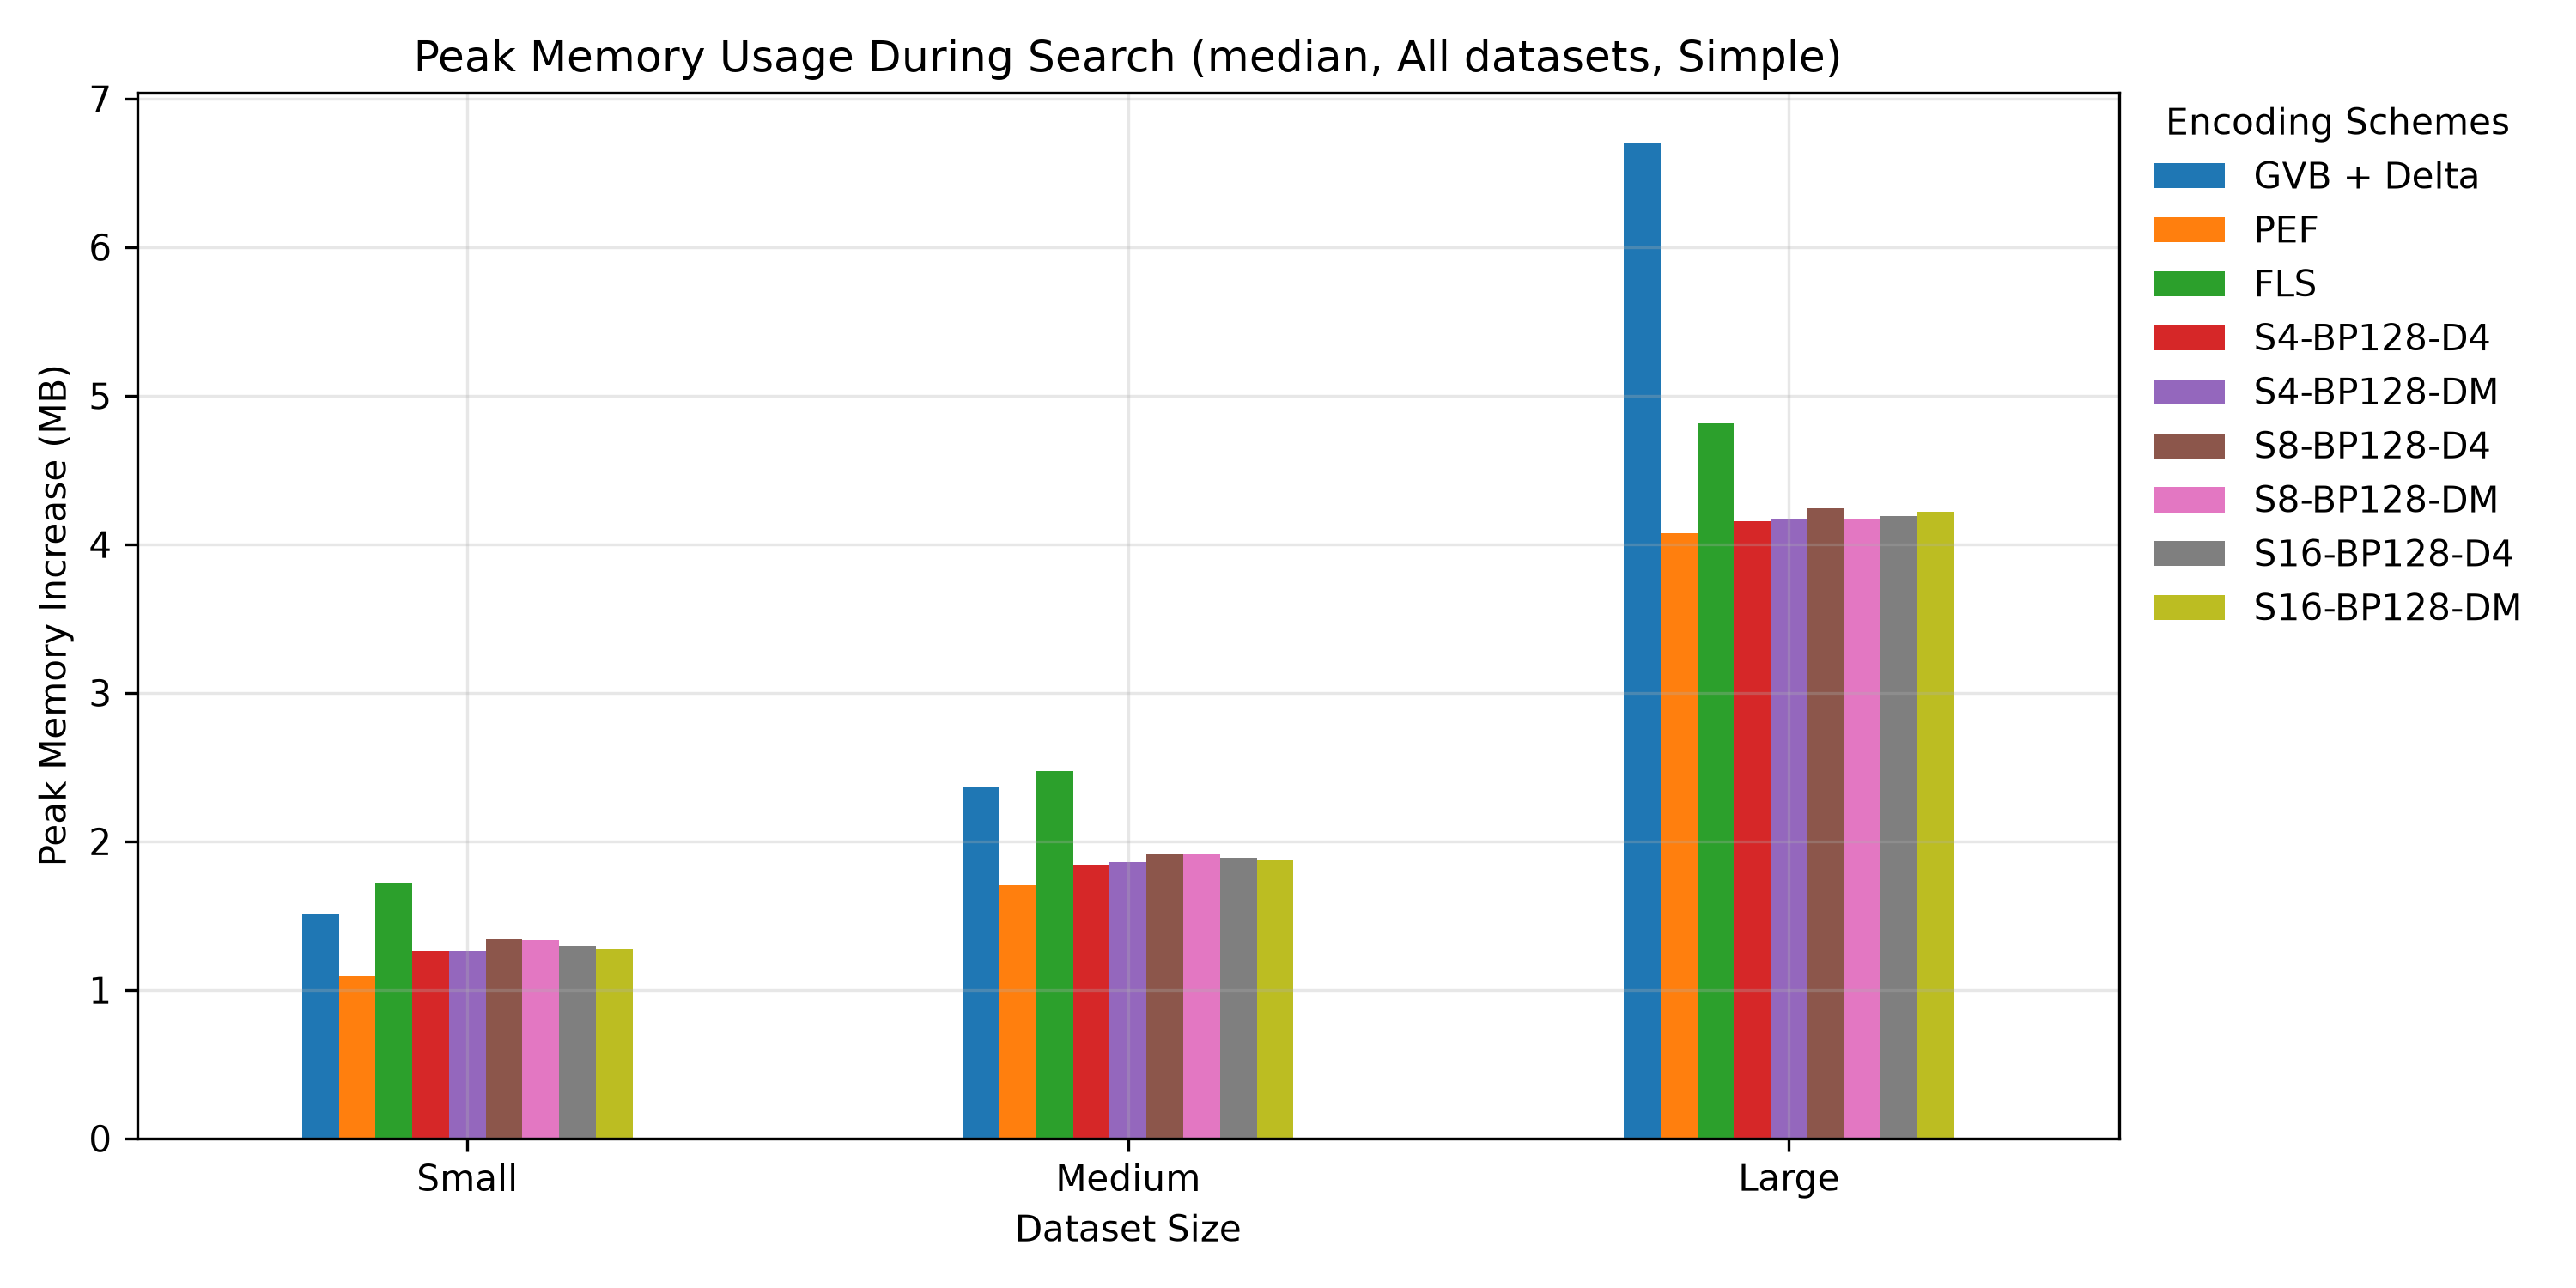 Peak Memory Usage During Search (median, All datasets, Simple)
Peak Memory Increase (MB)
7
6
5
4
3
2
1
0
Small
Medium
Large
Dataset Size
Encoding Schemes
GVB + Delta
PEF
FLS
S4-BP128-D4
S4-BP128-DM
S8-BP128-D4
S8-BP128-DM
S16-BP128-D4
S16-BP128-DM